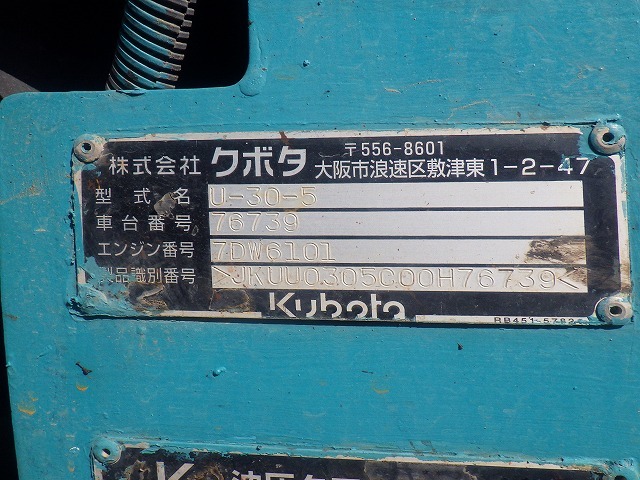 株式会社 クボタ 〒556-8601
大阪市浪速区敷津東1-2-47
型式名 U-30-5
車台番号 76739
エンジン番号 7DW6101
製品識別番号 >JKUU0305C00H76739<
Kubota